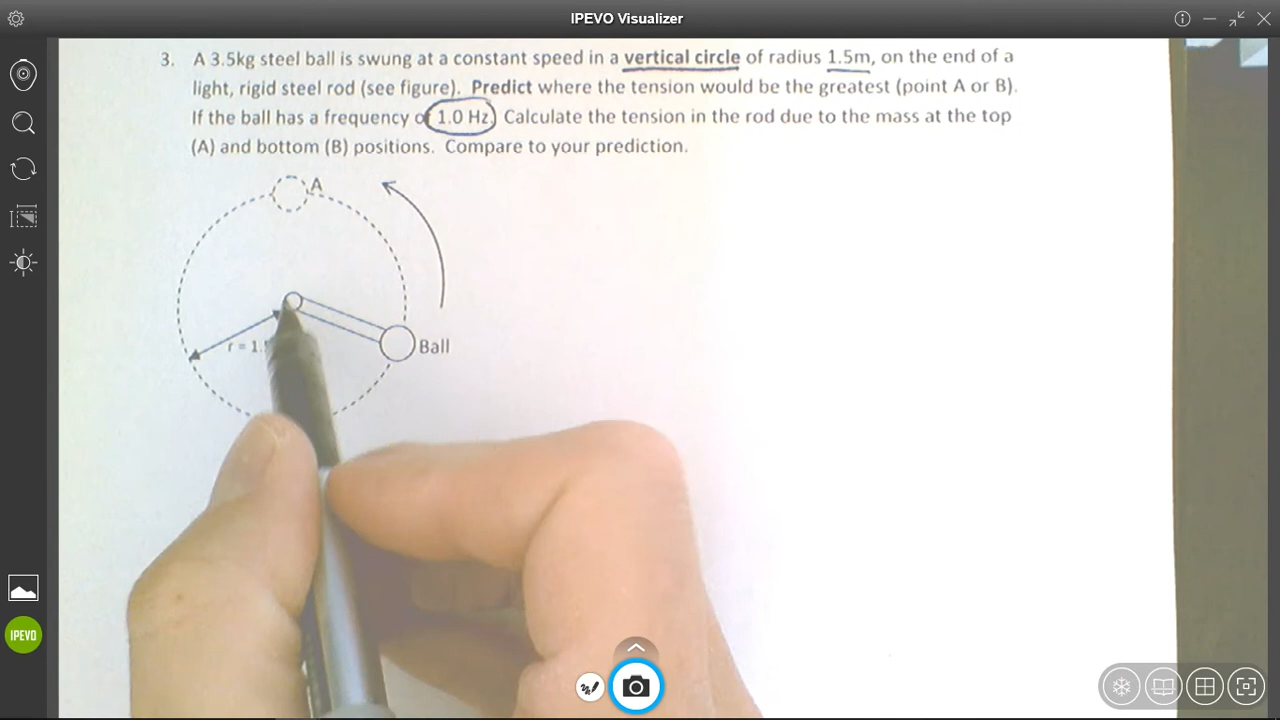 IPEVO Visualizer
3. A 3.5kg steel ball is swung at a constant speed in a vertical circle of radius 1.5m, on the end of a
light, rigid steel rod (see figure). Predict where the tension would be the greatest (point A or B).
If the ball has a frequency of 1.0 Hz. Calculate the tension in the rod due to the mass at the top
(A) and bottom (B) positions. Compare to your prediction.
A
r = 1.
Ball
IPEVO